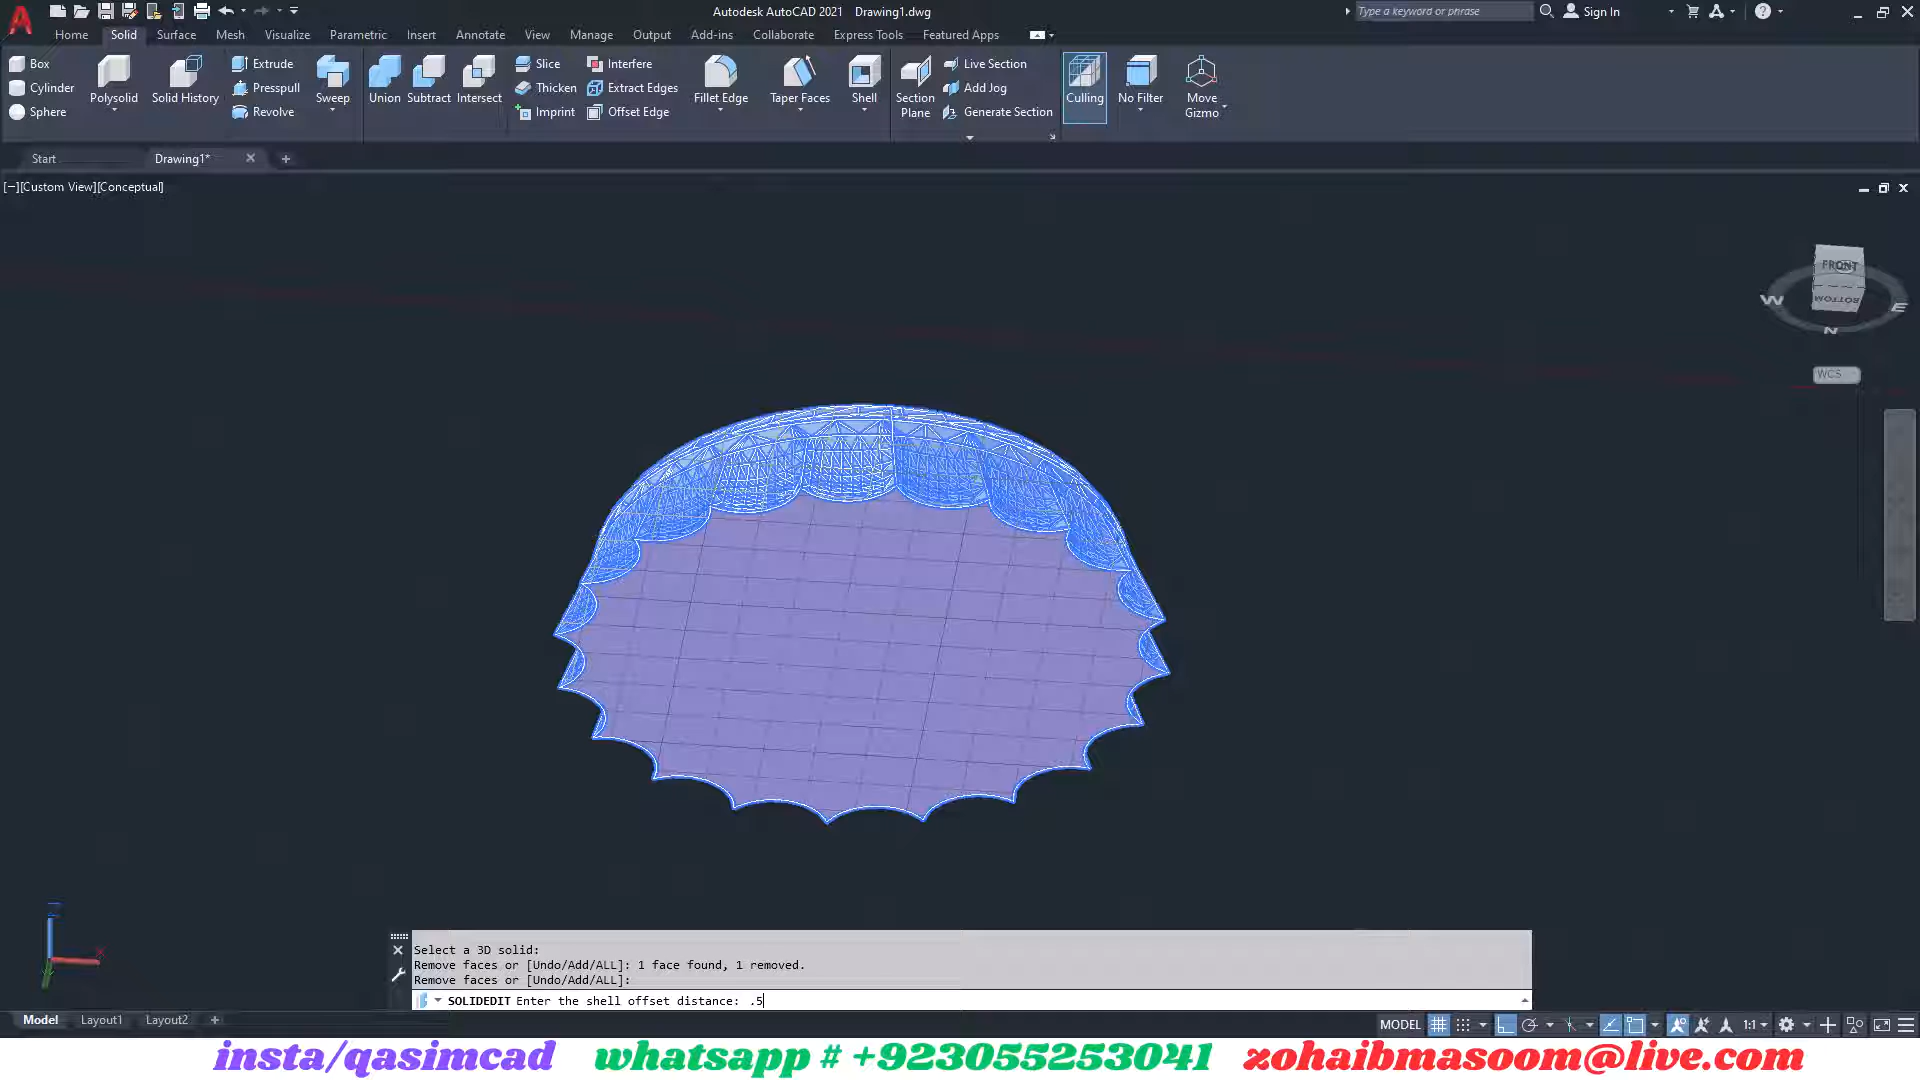 Autodesk AutoCAD 2021 Drawing1.dwg
Type a keyword or phrase
Sign In
Home Solid Surface Mesh Visualize Parametric Insert Annotate View Manage Output Add-ins Collaborate Express Tools Featured Apps
Box
Cylinder
Sphere
Polysolid
Solid History
Extrude
Presspull
Revolve
Sweep
Union
Subtract
Intersect
Slice
Thicken
Imprint
Interfere
Extract Edges
Offset Edge
Fillet Edge
Taper Faces
Shell
Section
Plane
Live Section
Add Jog
Generate Section
Culling
No Filter
Move
Gizmo
Start
Drawing1*
[−][Custom View][Conceptual]
FRONT
BOTTOM
W
E
N
WCS
X
Select a 3D solid:
Remove faces or [Undo/Add/ALL]: 1 face found, 1 removed.
Remove faces or [Undo/Add/ALL]:
SOLIDEDIT Enter the shell offset distance: .5
Model Layout1 Layout2
MODEL
1:1
insta/qasimcad whatsapp # +923055253041 zohaibmasoom@live.com